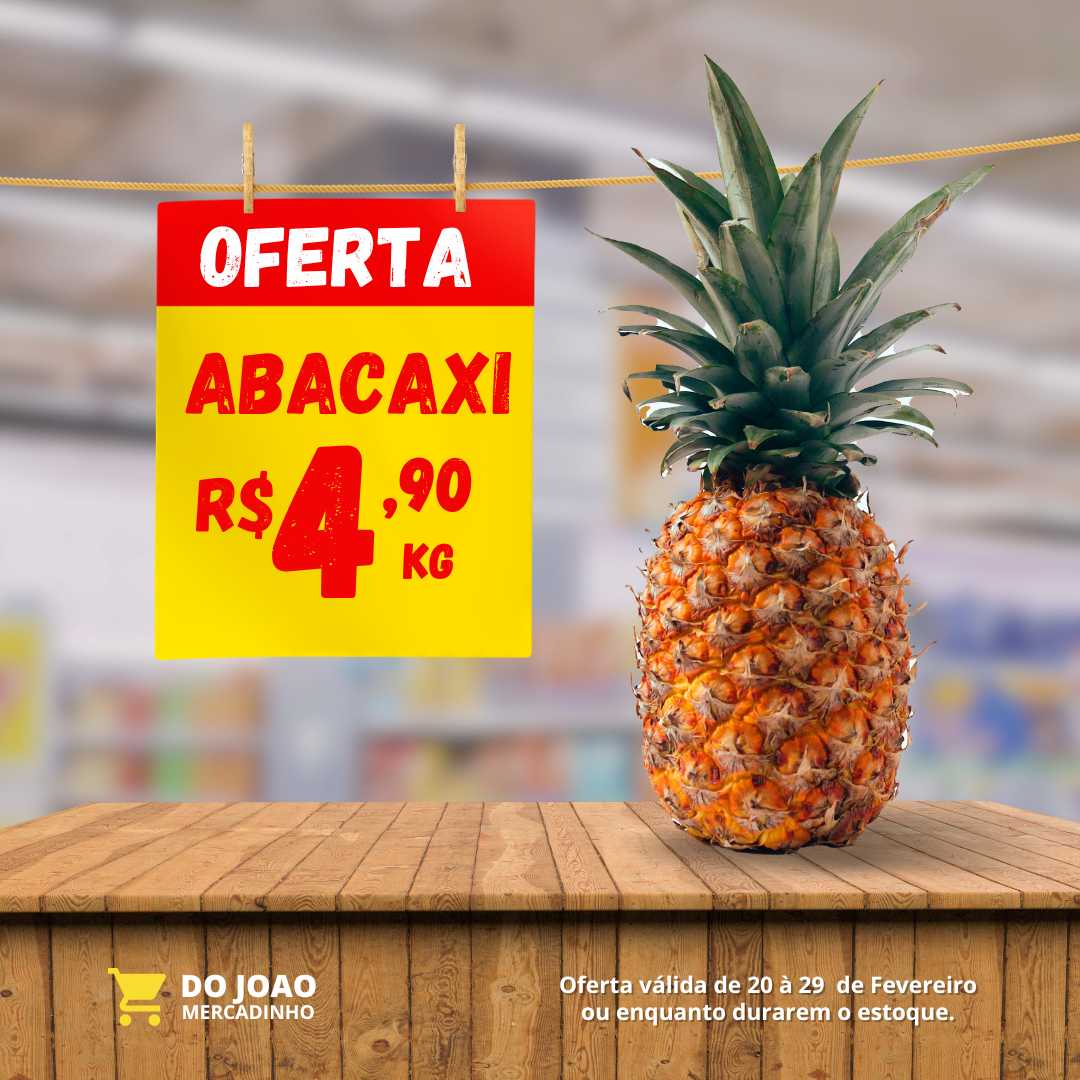 OFERTA
ABACAXI
R$4,90
KG
DO JOAO
MERCADINHO
Oferta válida de 20 à 29 de Fevereiro
ou enquanto durarem o estoque.